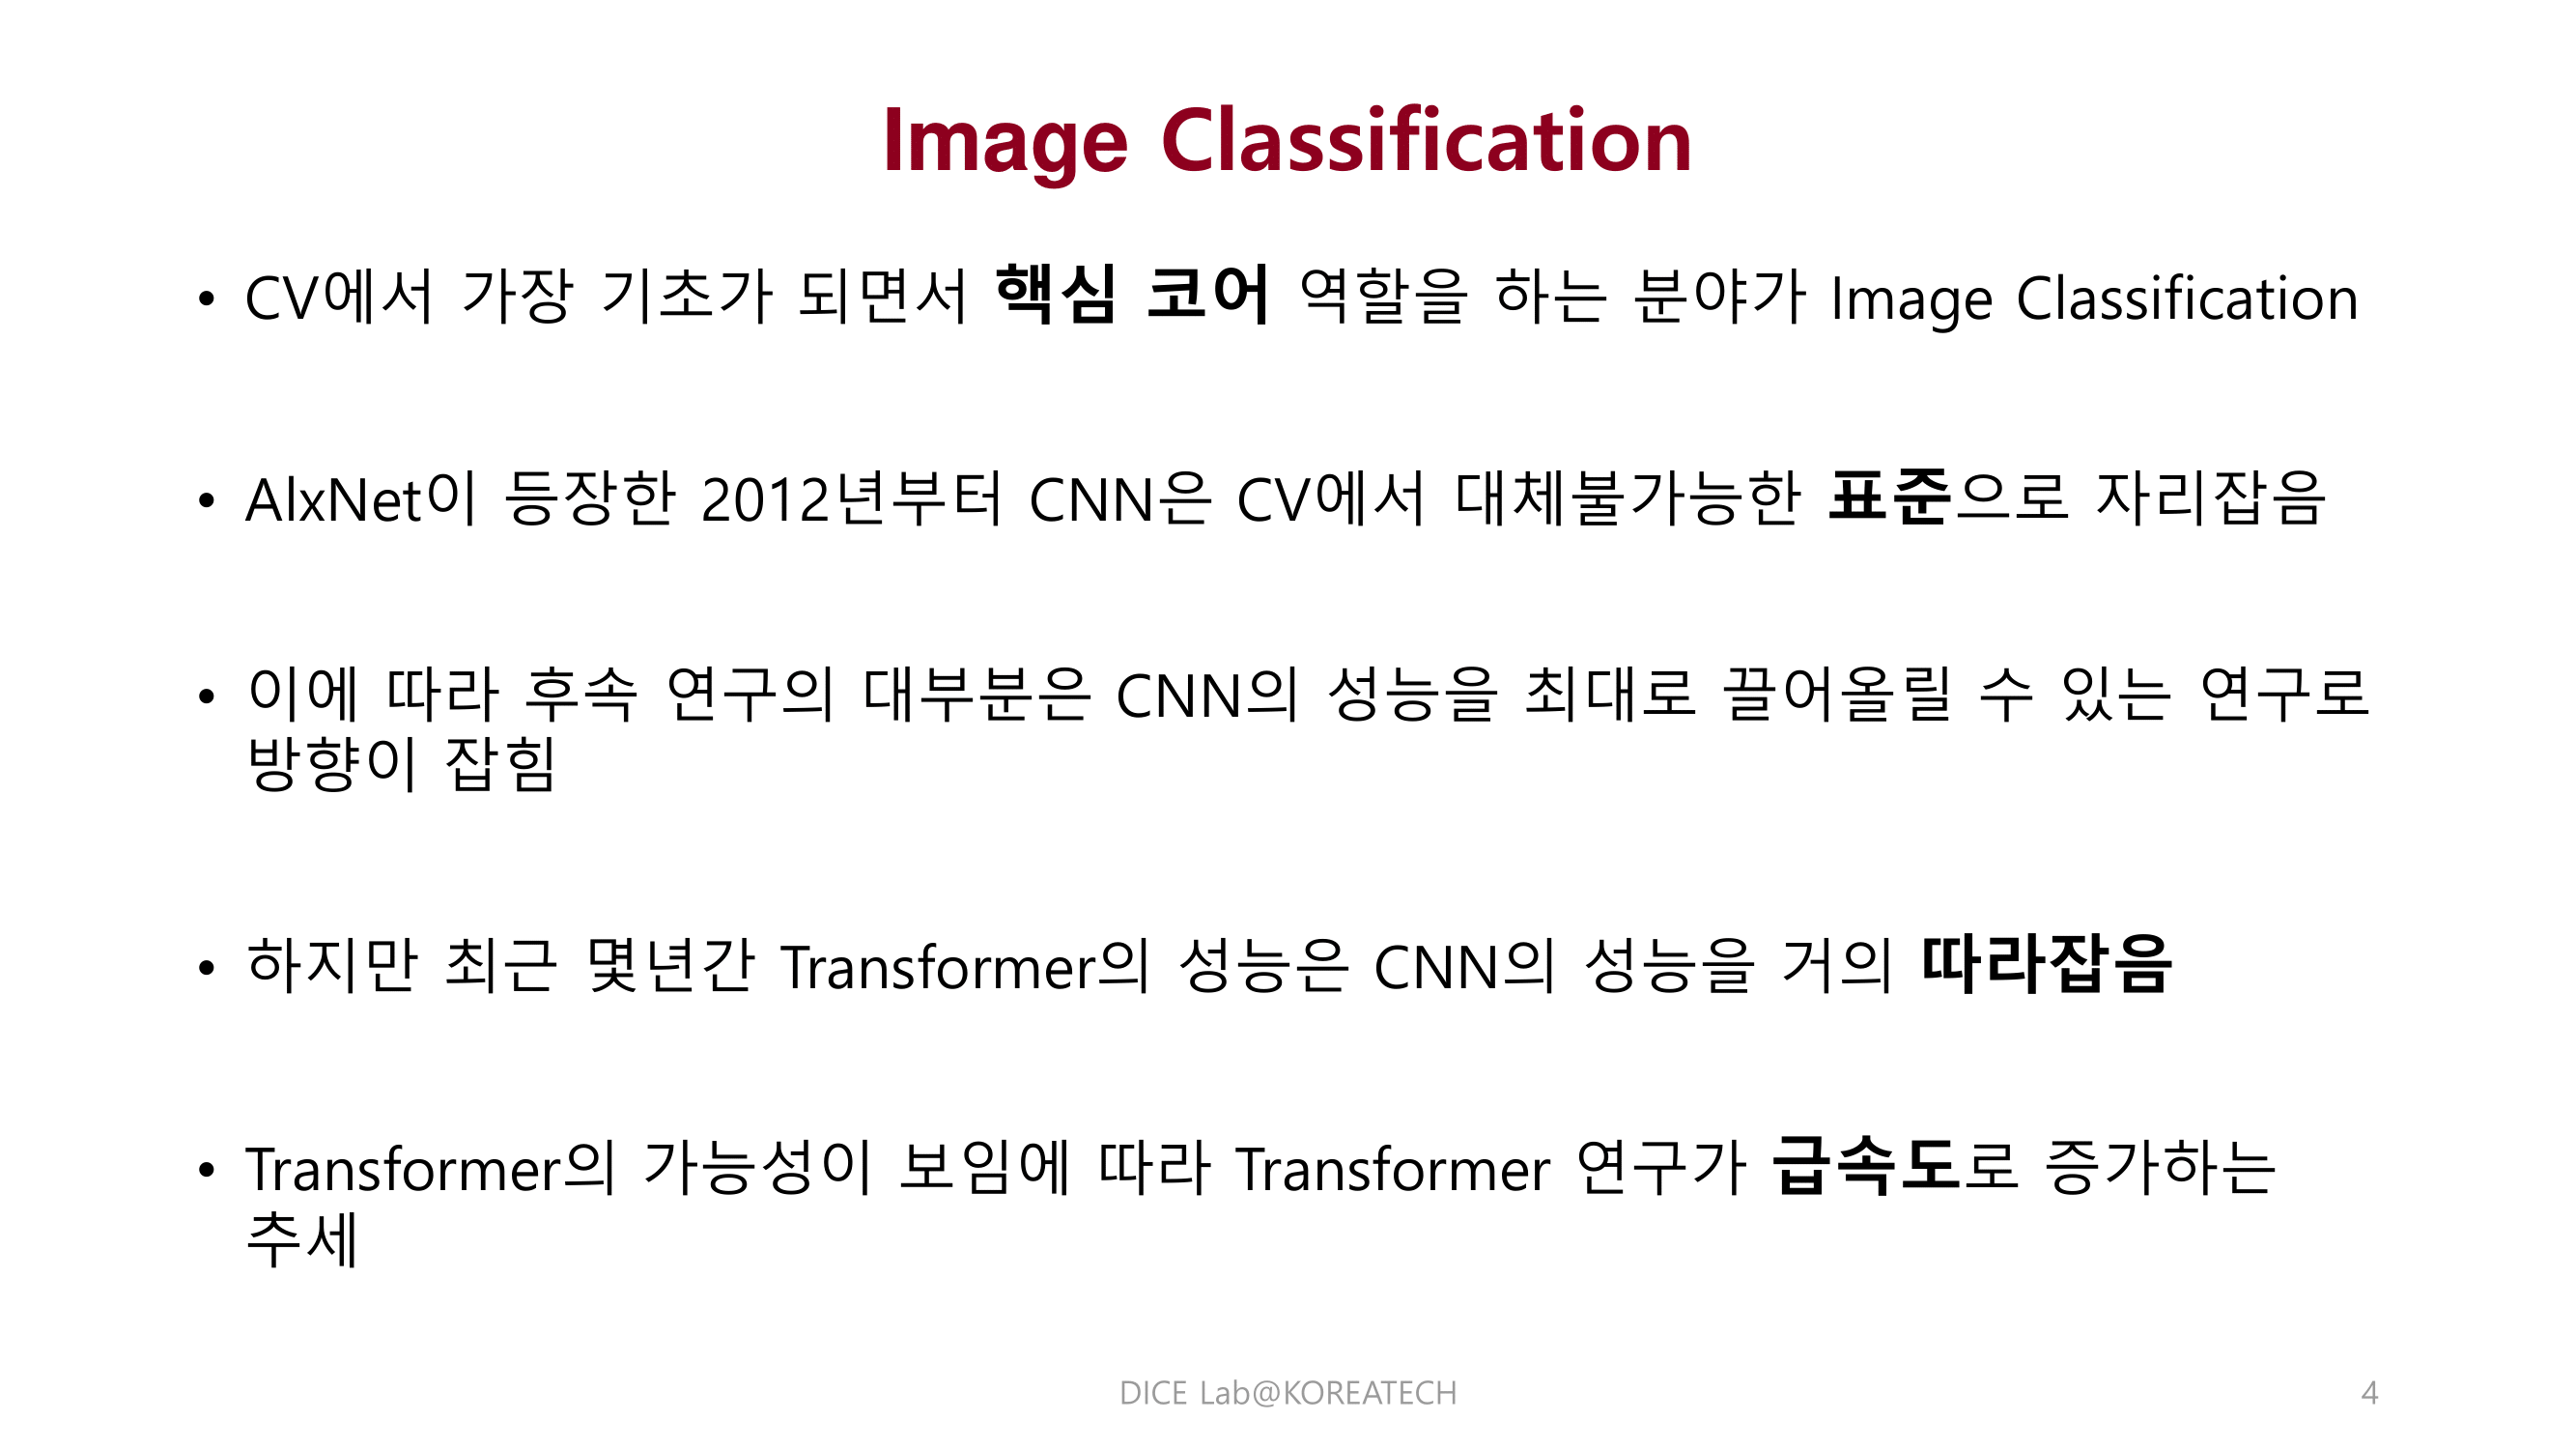 Image Classification
• CV에서 가장 기초가 되면서 핵심 코어 역할을 하는 분야가 Image Classification
• AlxNet이 등장한 2012년부터 CNN은 CV에서 대체불가능한 표준으로 자리잡음
• 이에 따라 후속 연구의 대부분은 CNN의 성능을 최대로 끌어올릴 수 있는 연구로
방향이 잡힘
• 하지만 최근 몇년간 Transformer의 성능은 CNN의 성능을 거의 따라잡음
• Transformer의 가능성이 보임에 따라 Transformer 연구가 급속도로 증가하는
추세
DICE Lab@KOREATECH
4